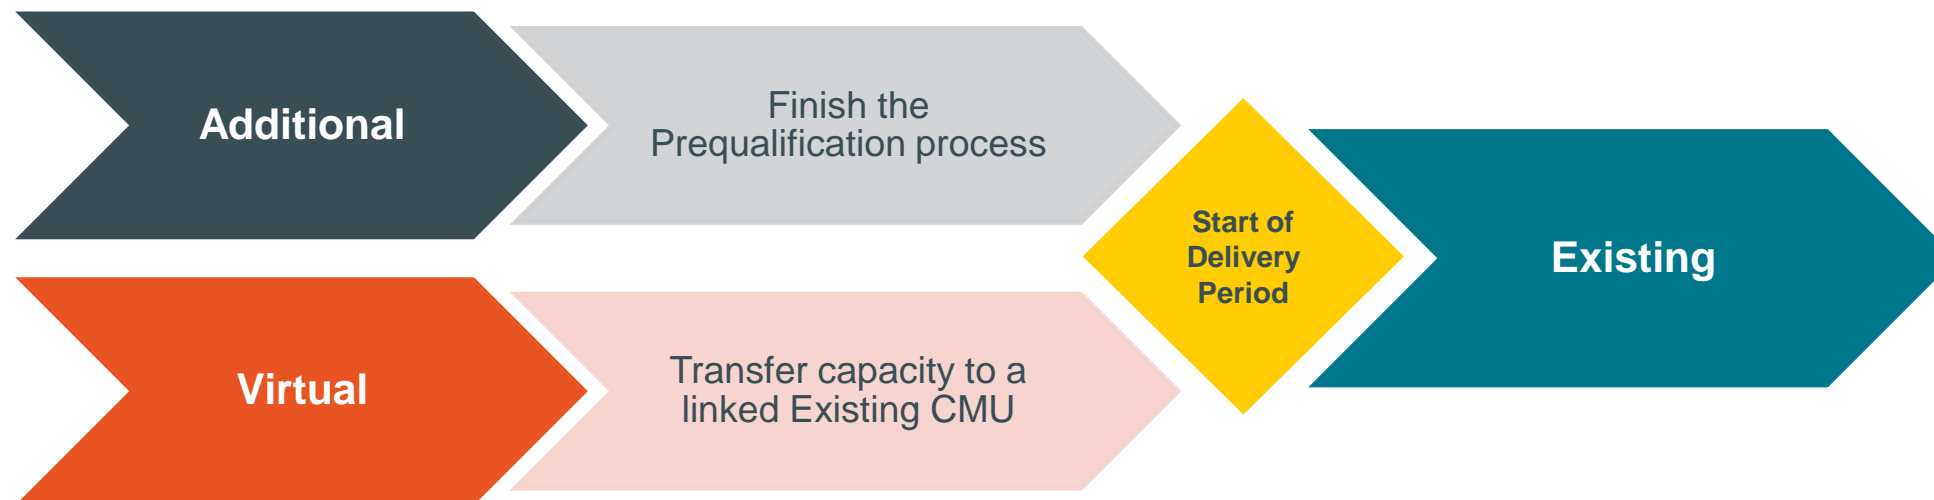 Additional
Finish the
Prequalification process
Virtual
Transfer capacity to a
linked Existing CMU
Start of
Delivery
Period
Existing